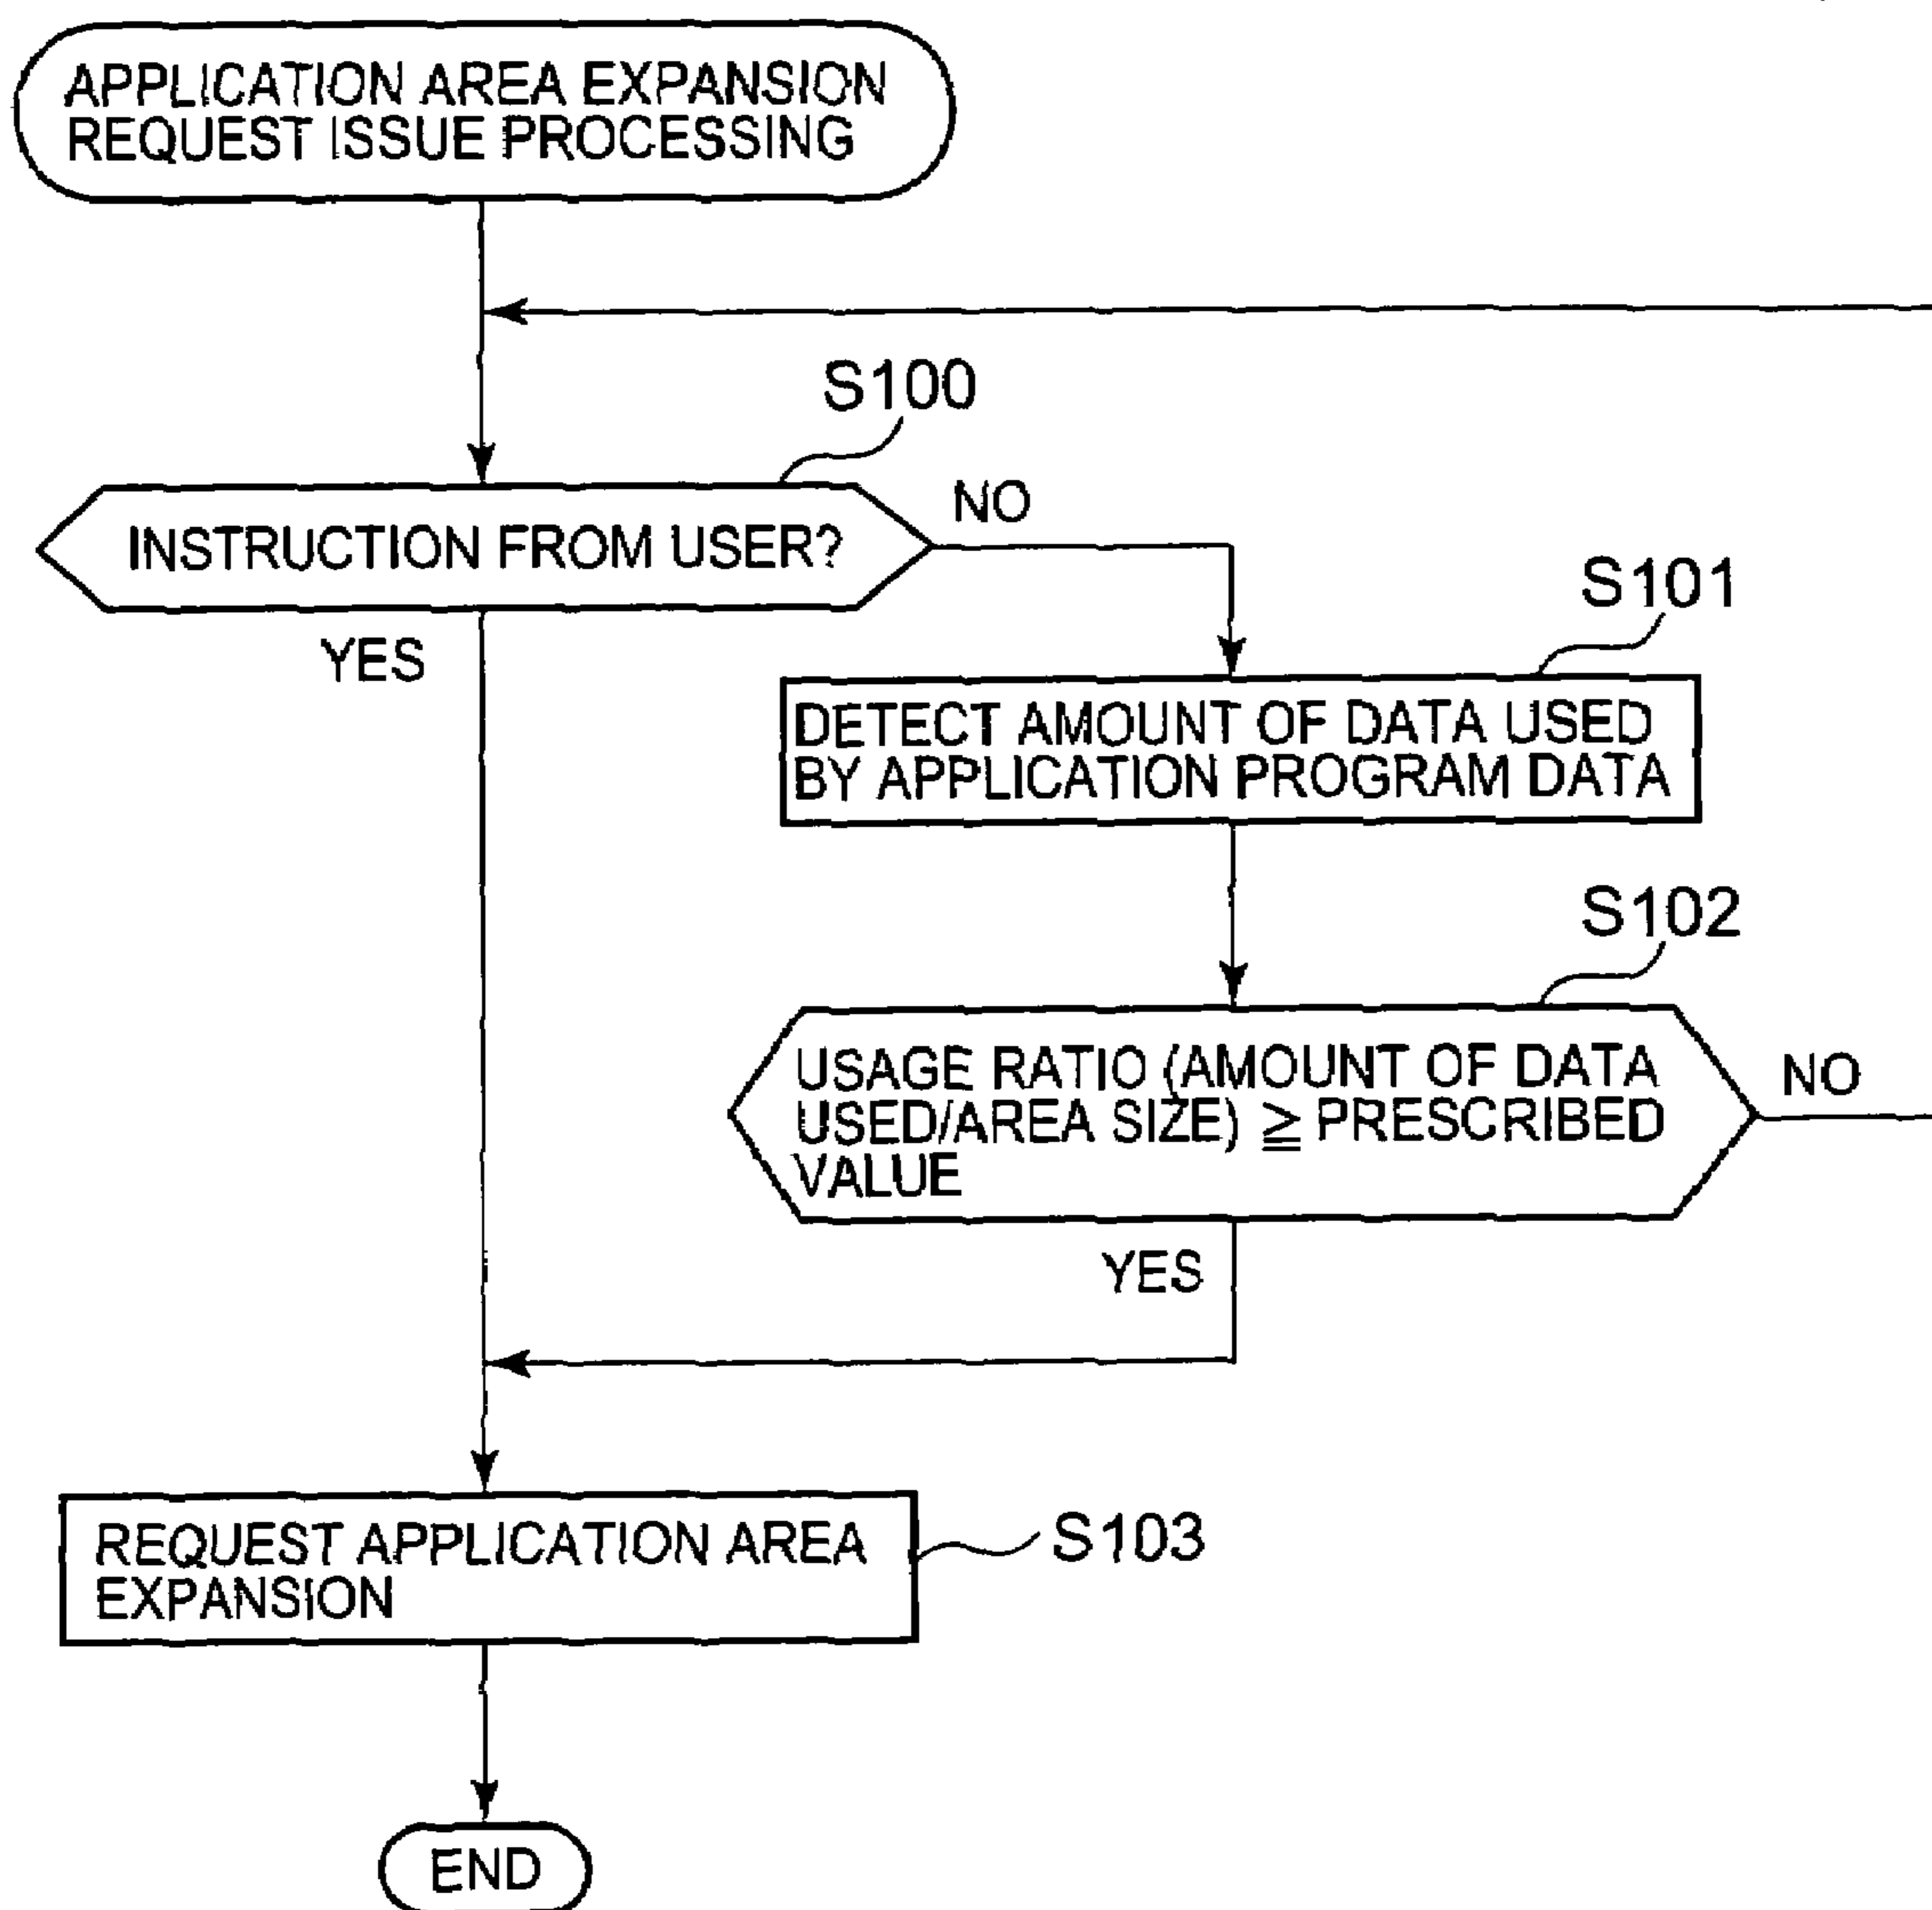 APPLICATION AREA EXPANSION
REQUEST ISSUE PROCESSING
S100
INSTRUCTION FROM USER?
NO
YES
S101
DETECT AMOUNT OF DATA USED
BY APPLICATION PROGRAM DATA
S102
USAGE RATIO (AMOUNT OF DATA
USED/AREA SIZE) ≧ PRESCRIBED
VALUE
NO
YES
REQUEST APPLICATION AREA
EXPANSION
S103
END